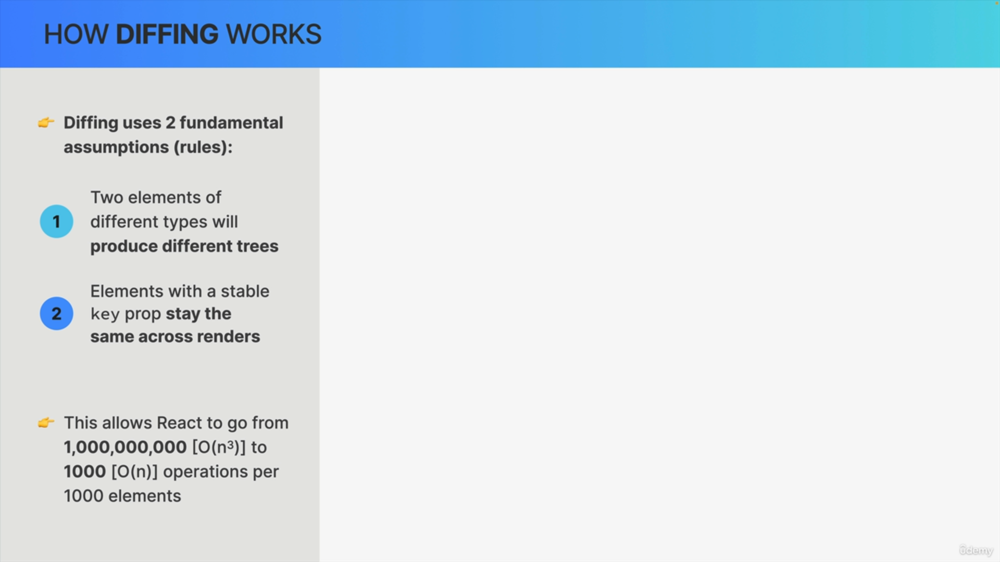 HOW DIFFING WORKS
👉 Diffing uses 2 fundamental
assumptions (rules):
1
Two elements of
different types will
produce different trees
2
Elements with a stable
key prop stay the
same across renders
👉 This allows React to go from
1,000,000,000 [O(n³)] to
1000 [O(n)] operations per
1000 elements
ûdemy